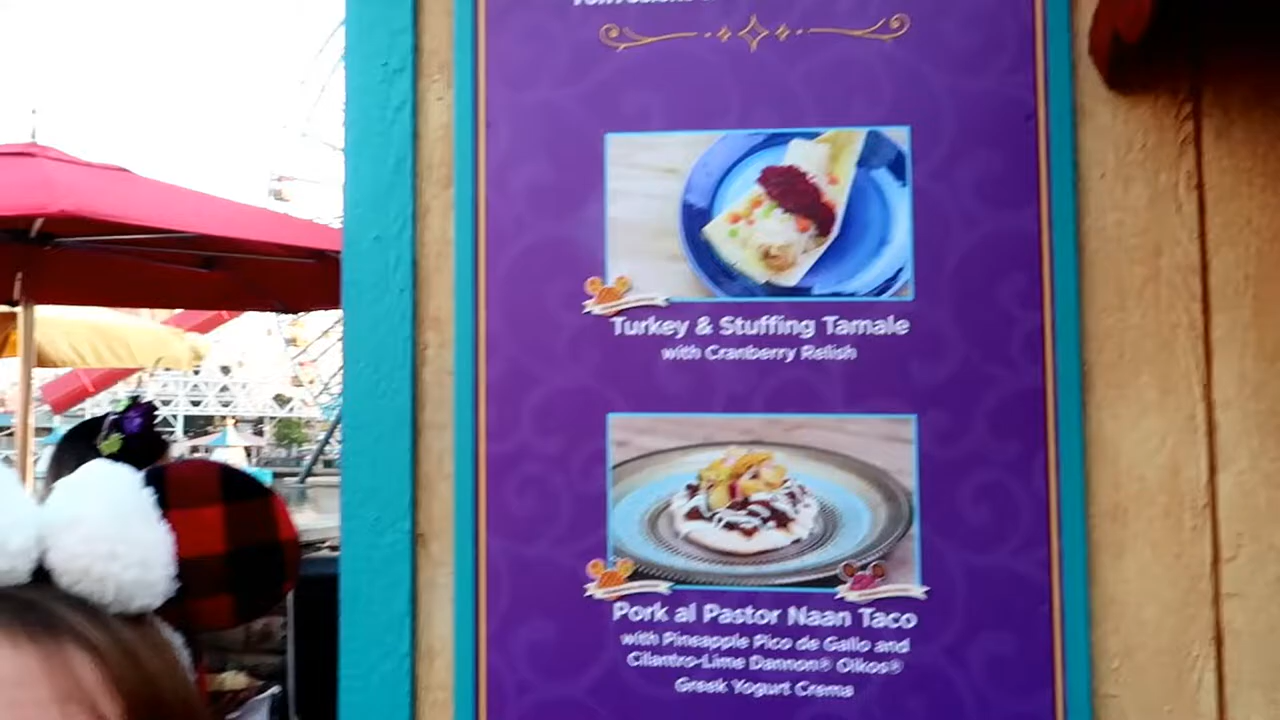 Turkey & Stuffing Tamale
with Cranberry Relish
Pork al Pastor Naan Taco
with Pineapple Pico de Gallo and
Cilantro-Lime Dannon® Oikos®
Greek Yogurt Crema